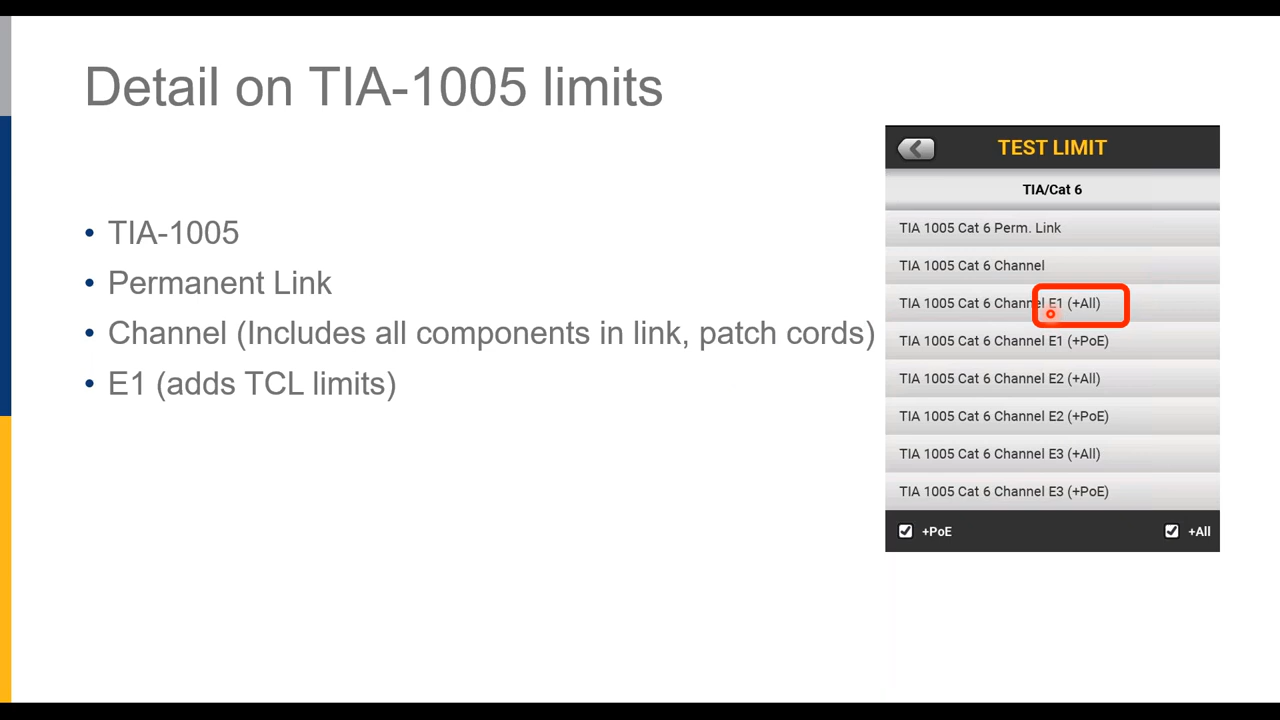 Detail on TIA-1005 limits
• TIA-1005
• Permanent Link
• Channel (Includes all components in link, patch cords)
• E1 (adds TCL limits)
TEST LIMIT
TIA/Cat 6
TIA 1005 Cat 6 Perm. Link
TIA 1005 Cat 6 Channel
TIA 1005 Cat 6 Channel E1 (+All)
TIA 1005 Cat 6 Channel E1 (+PoE)
TIA 1005 Cat 6 Channel E2 (+All)
TIA 1005 Cat 6 Channel E2 (+PoE)
TIA 1005 Cat 6 Channel E3 (+All)
TIA 1005 Cat 6 Channel E3 (+PoE)
+PoE +All